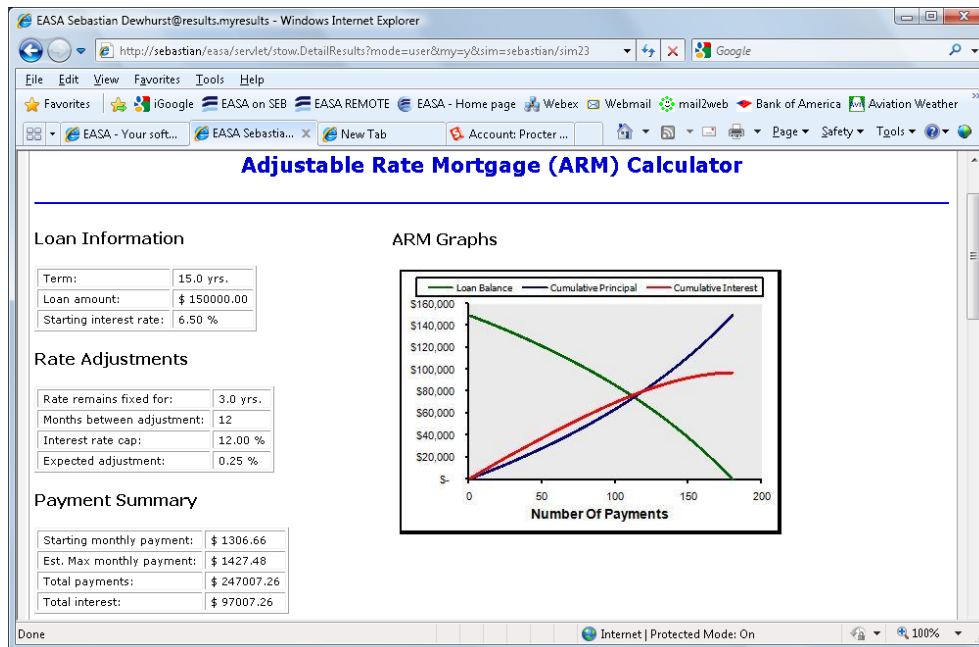 EASA Sebastian Dewhurst@results.myresults - Windows Internet Explorer
http://sebastian/easa/servlet/stow.DetailResults?mode=user&my=y&sim=sebastian/sim23
Google
File Edit View Favorites Tools Help
Favorites iGoogle EASA on SEB EASA REMOTE EASA - Home page Webex Webmail mail2web Bank of America Aviation Weather
EASA - Your soft... EASA Sebastia... New Tab Account: Procter ... Page Safety Tools
Adjustable Rate Mortgage (ARM) Calculator
Loan Information
Term: 15.0 yrs.
Loan amount: $ 150000.00
Starting interest rate: 6.50 %
Rate Adjustments
Rate remains fixed for: 3.0 yrs.
Months between adjustment: 12
Interest rate cap: 12.00 %
Expected adjustment: 0.25 %
Payment Summary
Starting monthly payment: $ 1306.66
Est. Max monthly payment: $ 1427.48
Total payments: $ 247007.26
Total interest: $ 97007.26
ARM Graphs
Loan Balance Cumulative Principal Cumulative Interest
$160,000
$140,000
$120,000
$100,000
$80,000
$60,000
$40,000
$20,000
$-
0 50 100 150 200
Number Of Payments
Done Internet | Protected Mode: On 100%